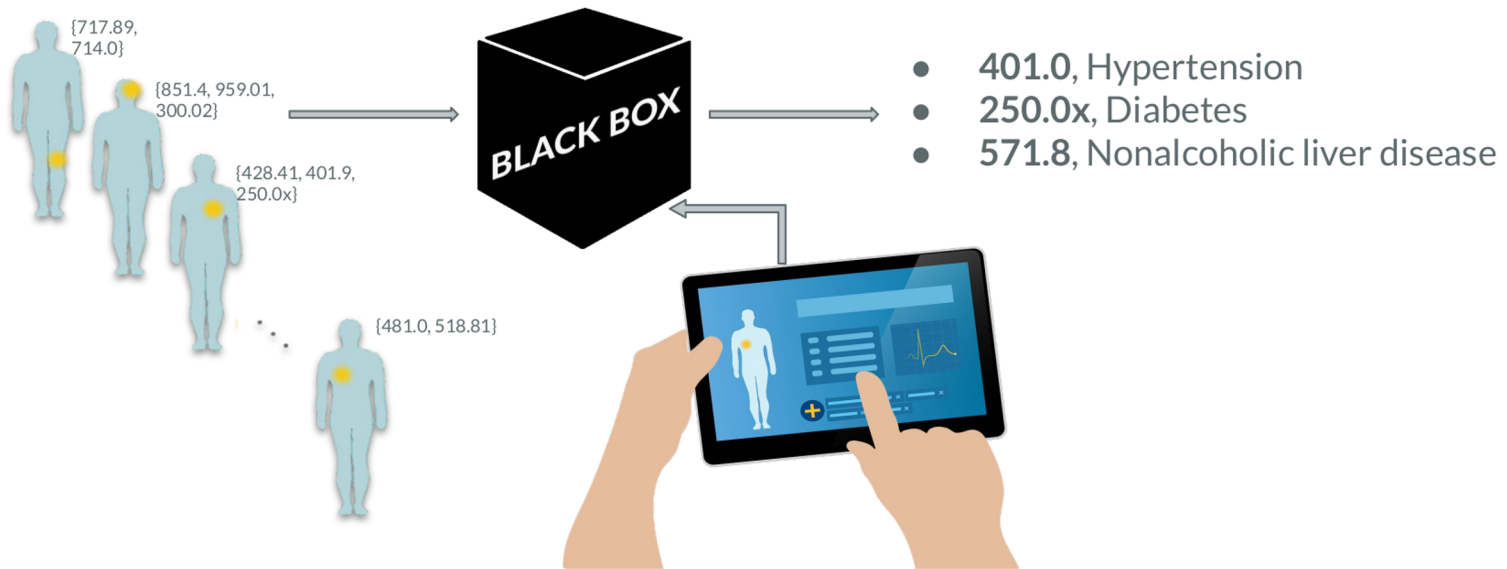 {717.89,
714.0}
{851.4, 959.01,
300.02}
{428.41, 401.9,
250.0x}
{481.0, 518.81}
BLACK BOX
● 401.0, Hypertension
● 250.0x, Diabetes
● 571.8, Nonalcoholic liver disease